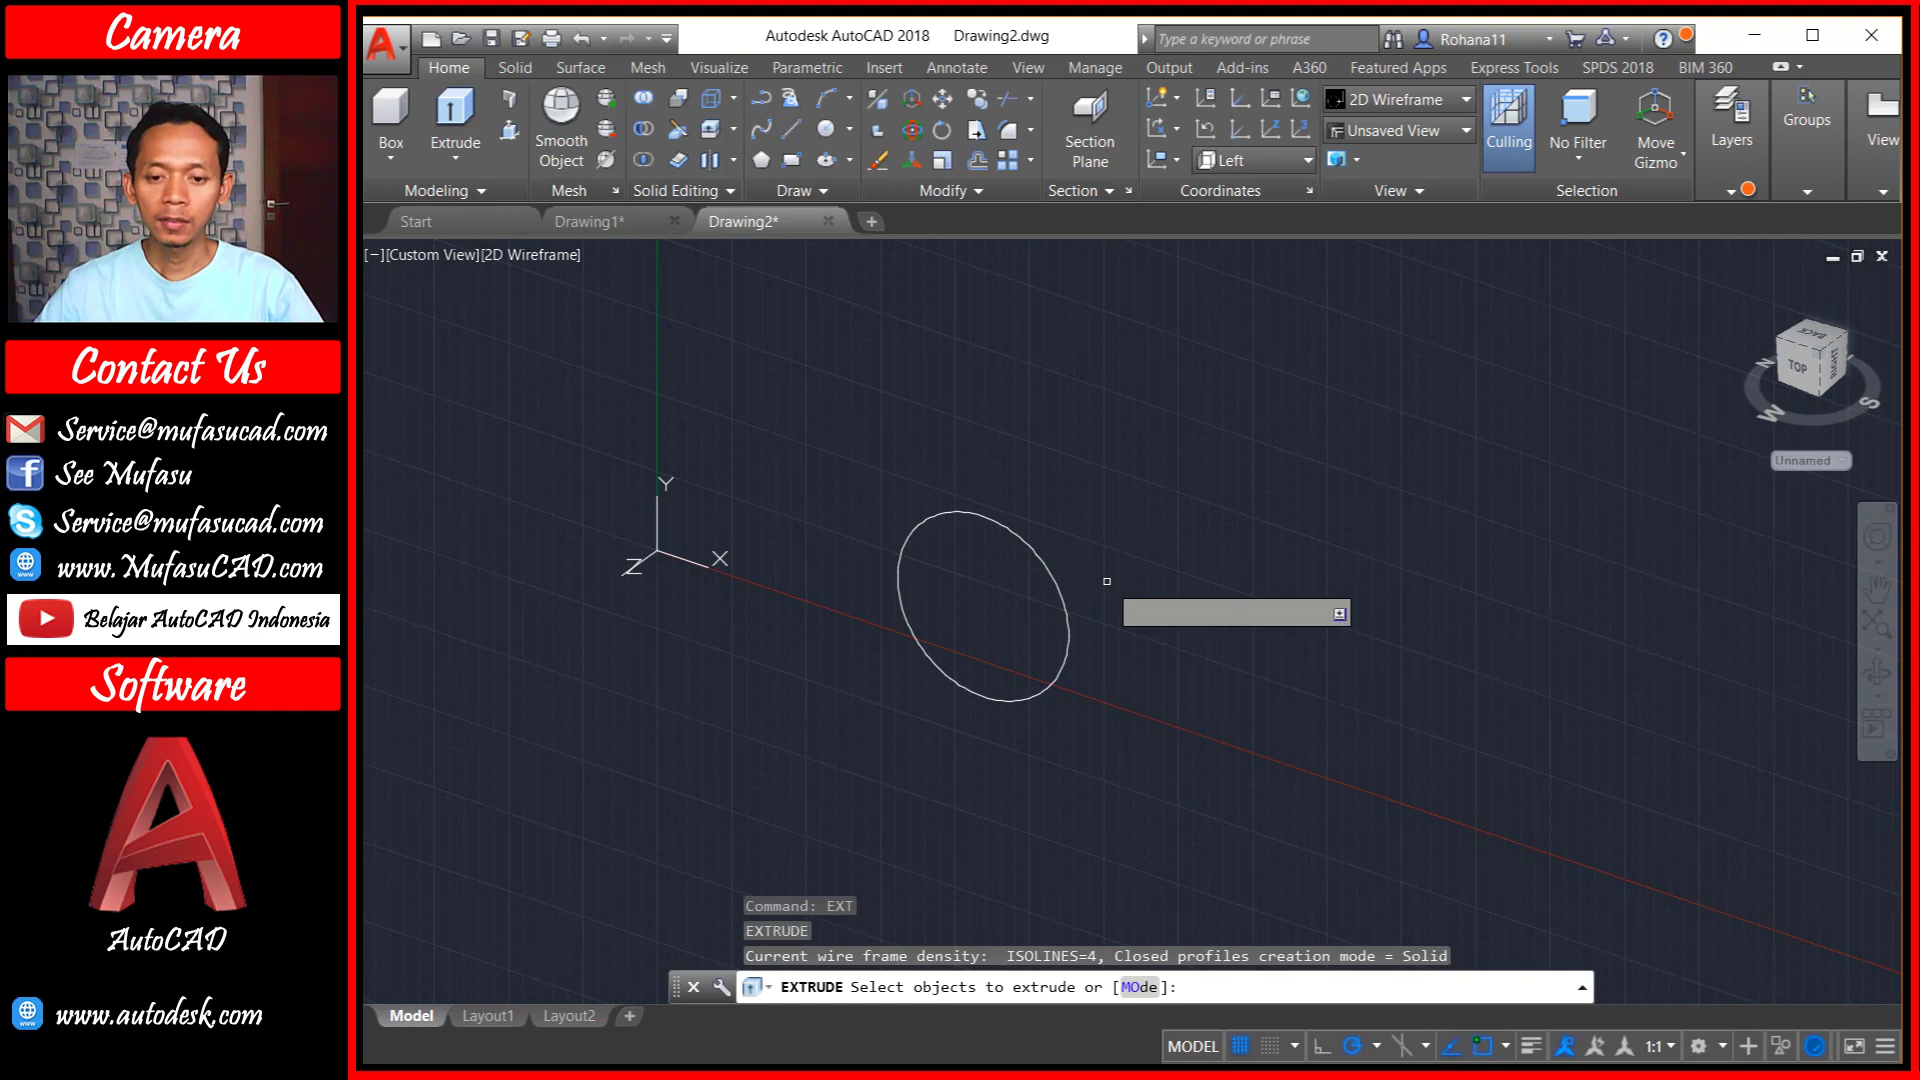 Camera
Contact Us
Service@mufasucad.com
See Mufasu
Service@mufasucad.com
www.MufasuCAD.com
Belajar AutoCAD Indonesia
Software
AutoCAD
www.autodesk.com
Autodesk AutoCAD 2018 Drawing2.dwg
Type a keyword or phrase
Rohana11
Home Solid Surface Mesh Visualize Parametric Insert Annotate View Manage Output Add-ins A360 Featured Apps Express Tools SPDS 2018 BIM 360
Box
Extrude
Smooth
Object
Section
Plane
2D Wireframe
Unsaved View
Left
Culling
No Filter
Move
Gizmo
Layers
Groups
View
Modeling
Mesh
Solid Editing
Draw
Modify
Section
Coordinates
View
Selection
Start
Drawing1*
Drawing2*
[−][Custom View][2D Wireframe]
BACK
TOP
N
W
S
Unnamed
Y
X
Z
Command: EXT
EXTRUDE
Current wire frame density: ISOLINES=4, Closed profiles creation mode = Solid
EXTRUDE Select objects to extrude or [MOde]:
Model Layout1 Layout2
MODEL
1:1